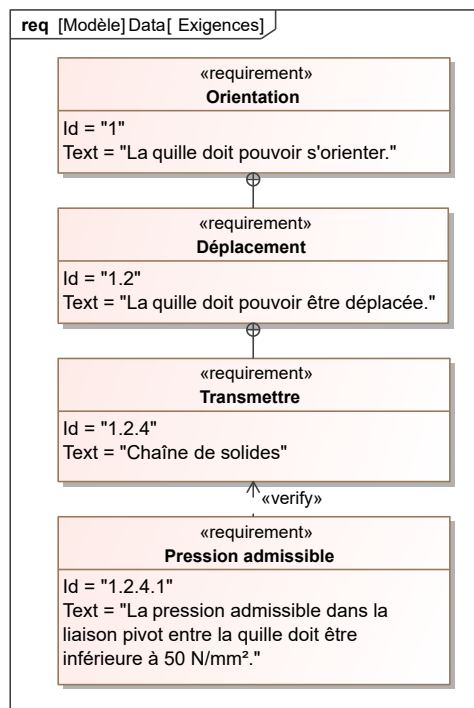 req [Modèle] Data[ Exigences]
«requirement»
Orientation
Id = "1"
Text = "La quille doit pouvoir s'orienter."
«requirement»
Déplacement
Id = "1.2"
Text = "La quille doit pouvoir être déplacée."
«requirement»
Transmettre
Id = "1.2.4"
Text = "Chaîne de solides"
«verify»
«requirement»
Pression admissible
Id = "1.2.4.1"
Text = "La pression admissible dans la
liaison pivot entre la quille doit être
inférieure à 50 N/mm²."